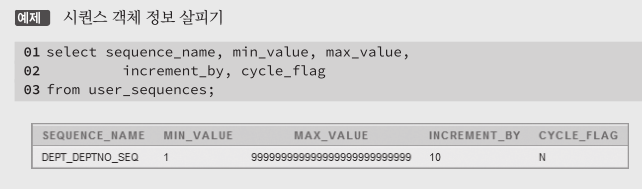 예제 시퀀스 객체 정보 살피기
01 select sequence_name, min_value, max_value,
02 increment_by, cycle_flag
03 from user_sequences;
SEQUENCE_NAME MIN_VALUE MAX_VALUE INCREMENT_BY CYCLE_FLAG
DEPT_DEPTNO_SEQ 1 9999999999999999999999999999 10 N